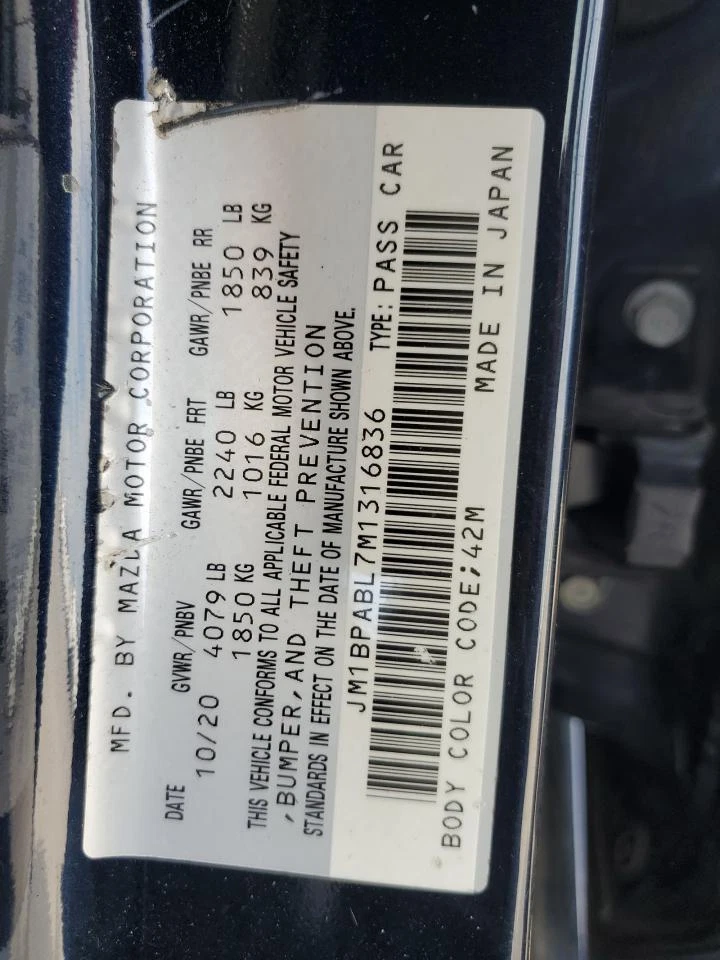 MFD. BY MAZDA MOTOR CORPORATION
DATE GVWR/PNBV GAWR/PNBE FRT GAWR/PNBE RR
10/20 4079 LB 2240 LB 1850 LB
1850 KG 1016 KG 839 KG
THIS VEHICLE CONFORMS TO ALL APPLICABLE FEDERAL MOTOR VEHICLE SAFETY
,BUMPER,AND THEFT PREVENTION
STANDARDS IN EFFECT ON THE DATE OF MANUFACTURE SHOWN ABOVE.
JM1BPABL7M1316836 TYPE: PASS CAR
BODY COLOR CODE;42M MADE IN JAPAN